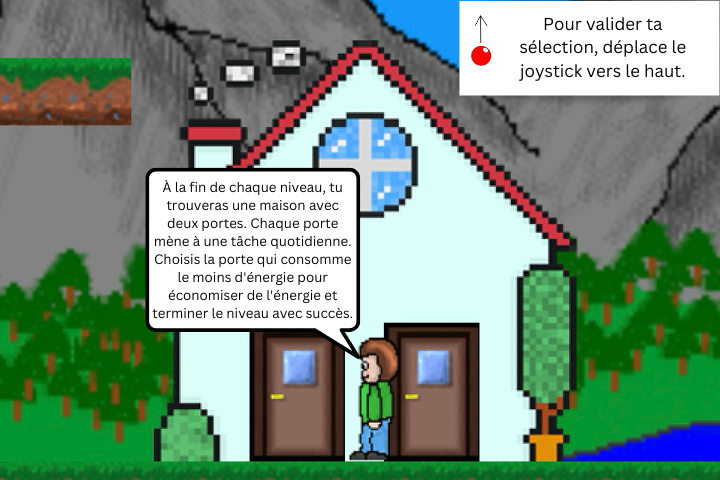 Pour valider ta
sélection, déplace le
joystick vers le haut.
À la fin de chaque niveau, tu
trouveras une maison avec
deux portes. Chaque porte
mène à une tâche quotidienne.
Choisis la porte qui consomme
le moins d'énergie pour
économiser de l'énergie et
terminer le niveau avec succès.